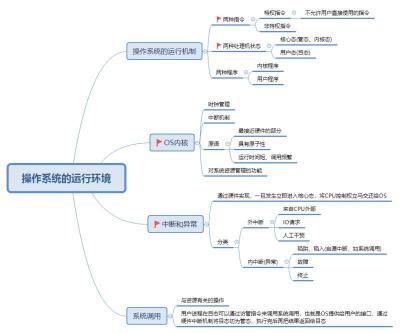 操作系统的运行环境
操作系统的运行机制
两种指令
特权指令
不允许用户直接使用的指令
非特权指令
两种处理机状态
核心态(管态、内核态)
用户态(目态)
两种程序
内核程序
用户程序
OS内核
时钟管理
中断机制
原语
最接近硬件的部分
具有原子性
运行时间短、调用频繁
对系统资源管理的功能
中断和异常
通过硬件实现，一旦发生立即进入核心态，将CPU控制权立马交还给OS
分类
外中断
来自CPU外部
IO请求
人工干预
内中断(异常)
陷阱、陷入(自愿中断，如系统调用)
故障
终止
系统调用
与资源有关的操作
用户进程在目态可以通过访管指令来调用系统调用，也就是OS提供给用户的接口，通过
硬件中断机制将目态切为管态，执行完后再把结果返回给目态